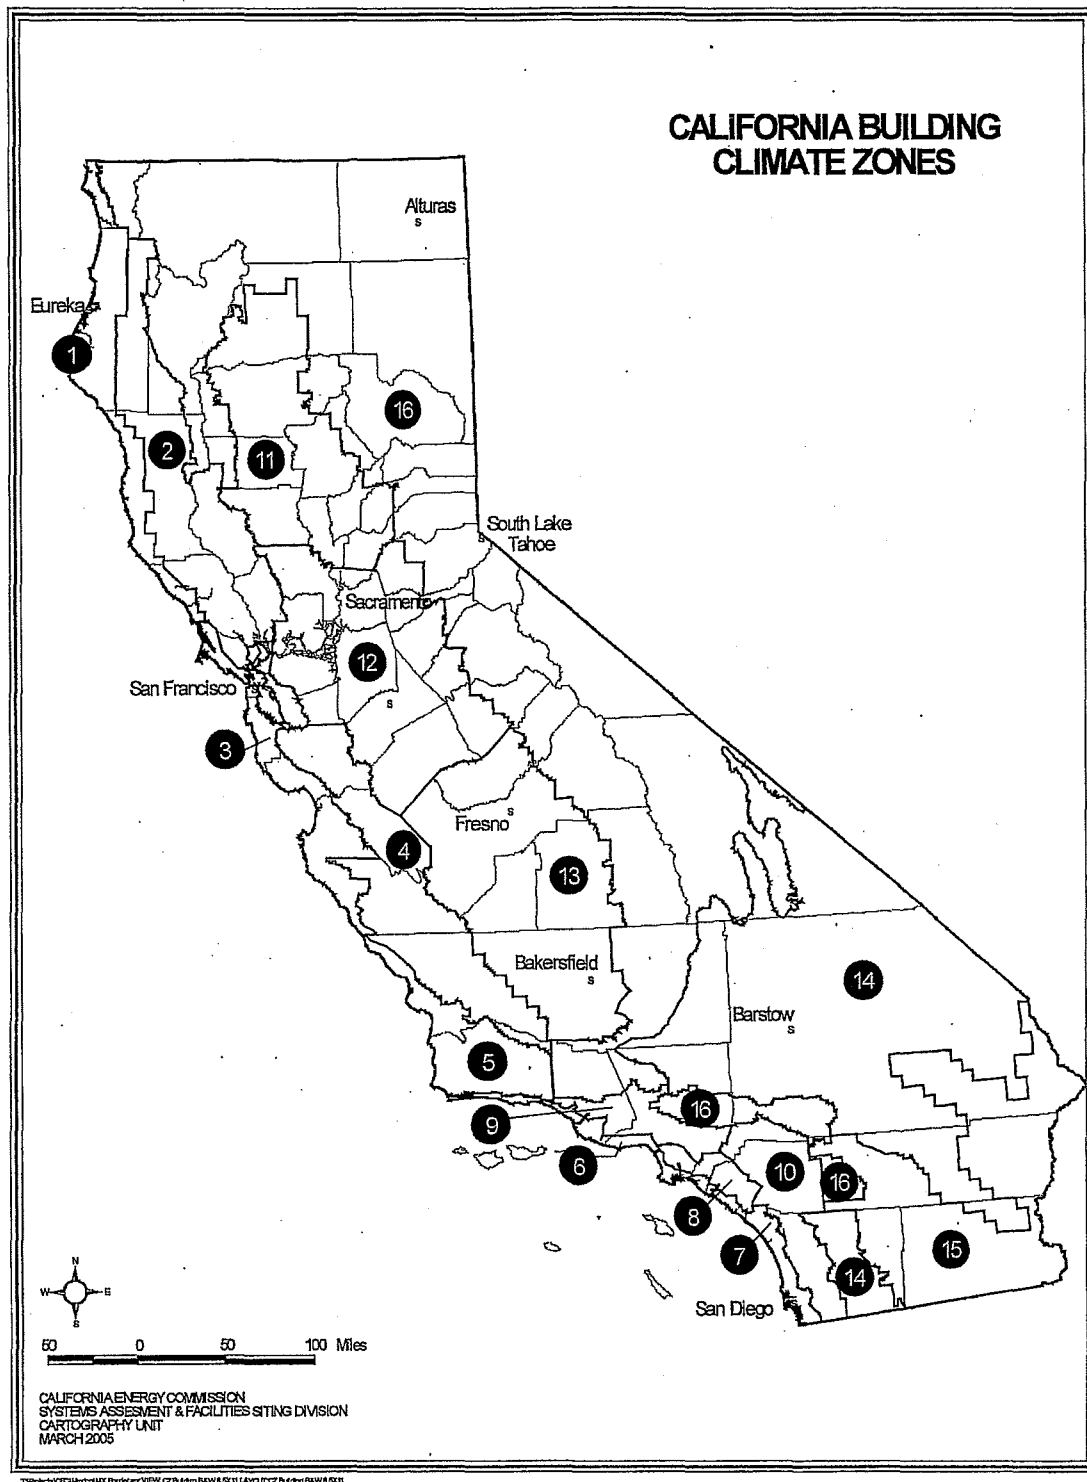 CALIFORNIA BUILDING
CLIMATE ZONES
Alturas
s
Eureka
1
16
2
11
South Lake
Tahoe
s
Sacramento
12
San Francisco
s
s
3
Fresno
s
4
13
Bakersfield
s
14
Barstow
s
5
16
9
6
10
16
8
7
15
14
San Diego
N
W
E
S
50 0 50 100 Miles
CALIFORNIA ENERGY COMMISSION
SYSTEMS ASSESMENT & FACILITIES SITING DIVISION
CARTOGRAPHY UNIT
MARCH 2005